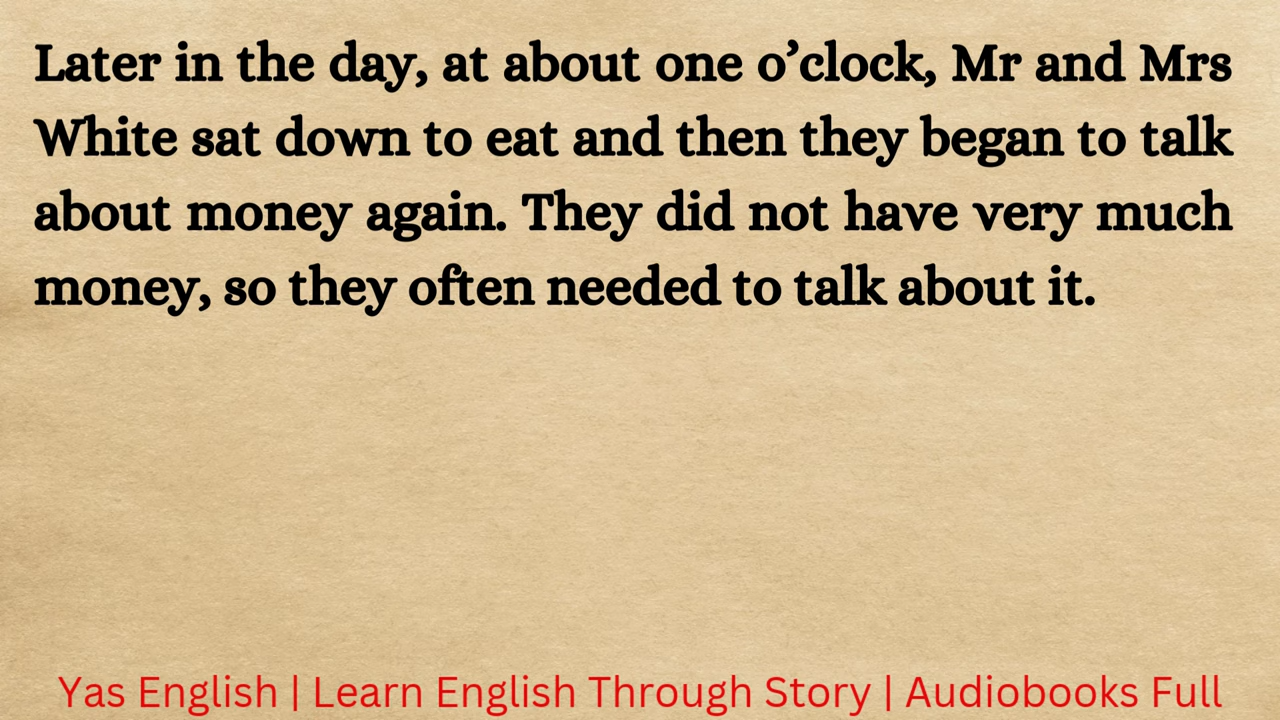 Later in the day, at about one o’clock, Mr and Mrs
White sat down to eat and then they began to talk
about money again. They did not have very much
money, so they often needed to talk about it.
Yas English | Learn English Through Story | Audiobooks Full